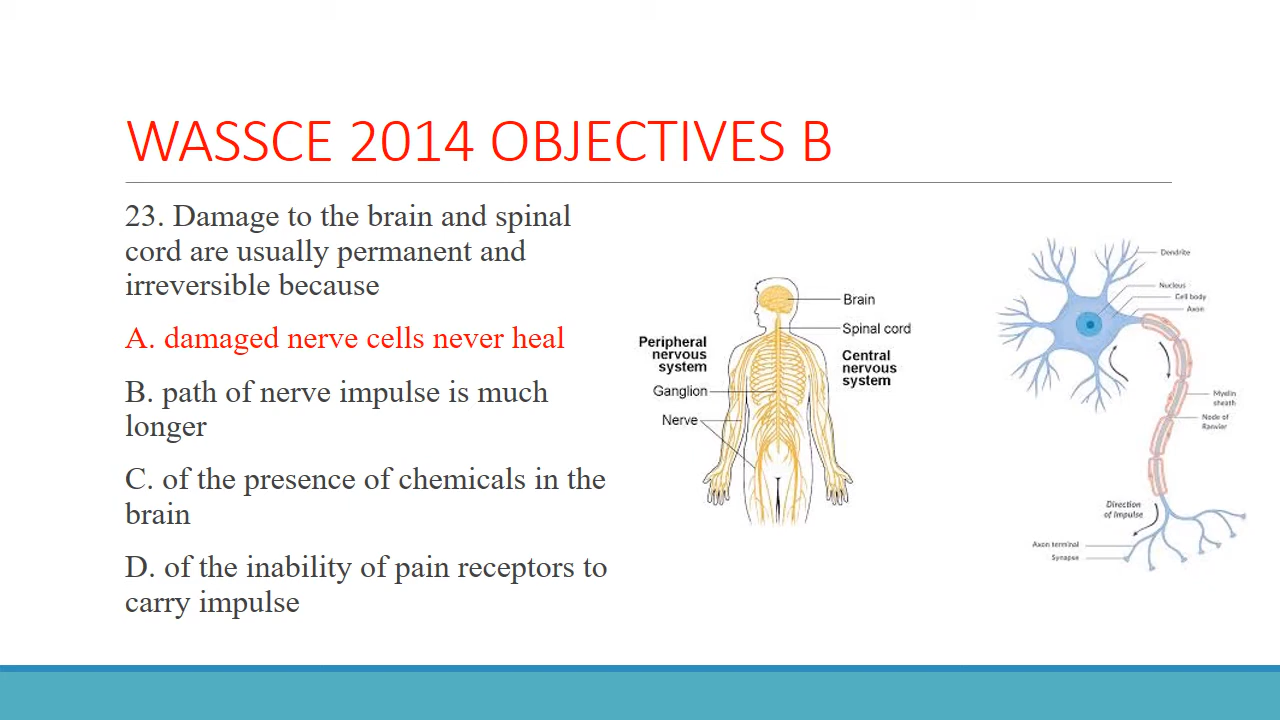 WASSCE 2014 OBJECTIVES B
23. Damage to the brain and spinal
cord are usually permanent and
irreversible because
A. damaged nerve cells never heal
B. path of nerve impulse is much
longer
C. of the presence of chemicals in the
brain
D. of the inability of pain receptors to
carry impulse
Brain
Spinal cord
Peripheral
nervous
system
Central
nervous
system
Ganglion
Nerve
Dendrite
Nucleus
Cell body
Axon
Myelin
sheath
Node of
Ranvier
Direction
of Impulse
Axon terminal
Synapse